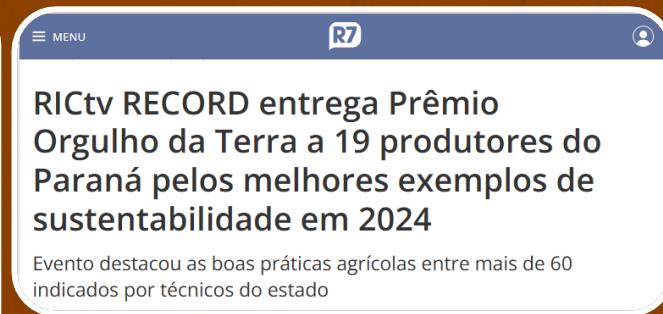 MENU
R7
RICtv RECORD entrega Prêmio
Orgulho da Terra a 19 produtores do
Paraná pelos melhores exemplos de
sustentabilidade em 2024
Evento destacou as boas práticas agrícolas entre mais de 60
indicados por técnicos do estado